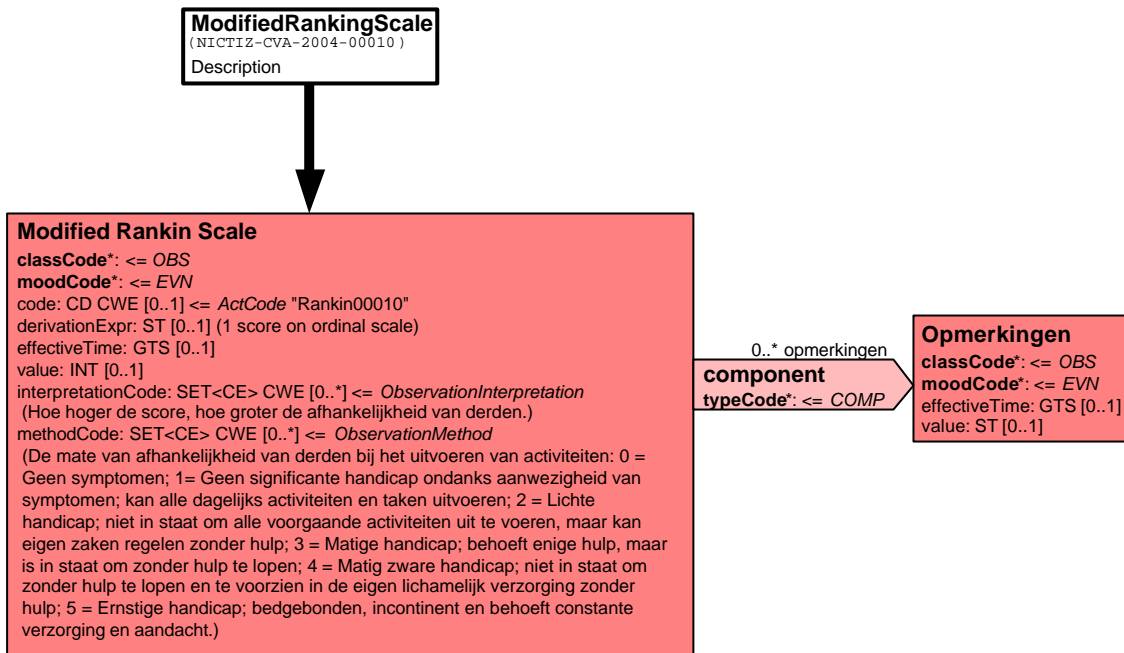 ModifiedRankingScale
(NICTIZ-CVA-2004-00010 )
Description
Modified Rankin Scale
classCode*: <= OBS
moodCode*: <= EVN
code: CD CWE [0..1] <= ActCode "Rankin00010"
derivationExpr: ST [0..1] (1 score on ordinal scale)
effectiveTime: GTS [0..1]
value: INT [0..1]
interpretationCode: SET<CE> CWE [0..*] <= ObservationInterpretation
(Hoe hoger de score, hoe groter de afhankelijkheid van derden.)
methodCode: SET<CE> CWE [0..*] <= ObservationMethod
(De mate van afhankelijkheid van derden bij het uitvoeren van activiteiten: 0 =
Geen symptomen; 1= Geen significante handicap ondanks aanwezigheid van
symptomen; kan alle dagelijks activiteiten en taken uitvoeren; 2 = Lichte
handicap; niet in staat om alle voorgaande activiteiten uit te voeren, maar kan
eigen zaken regelen zonder hulp; 3 = Matige handicap; behoeft enige hulp, maar
is in staat om zonder hulp te lopen; 4 = Matig zware handicap; niet in staat om
zonder hulp te lopen en te voorzien in de eigen lichamelijk verzorging zonder
hulp; 5 = Ernstige handicap; bedgebonden, incontinent en behoeft constante
verzorging en aandacht.)
0..* opmerkingen
component
typeCode*: <= COMP
Opmerkingen
classCode*: <= OBS
moodCode*: <= EVN
effectiveTime: GTS [0..1]
value: ST [0..1]